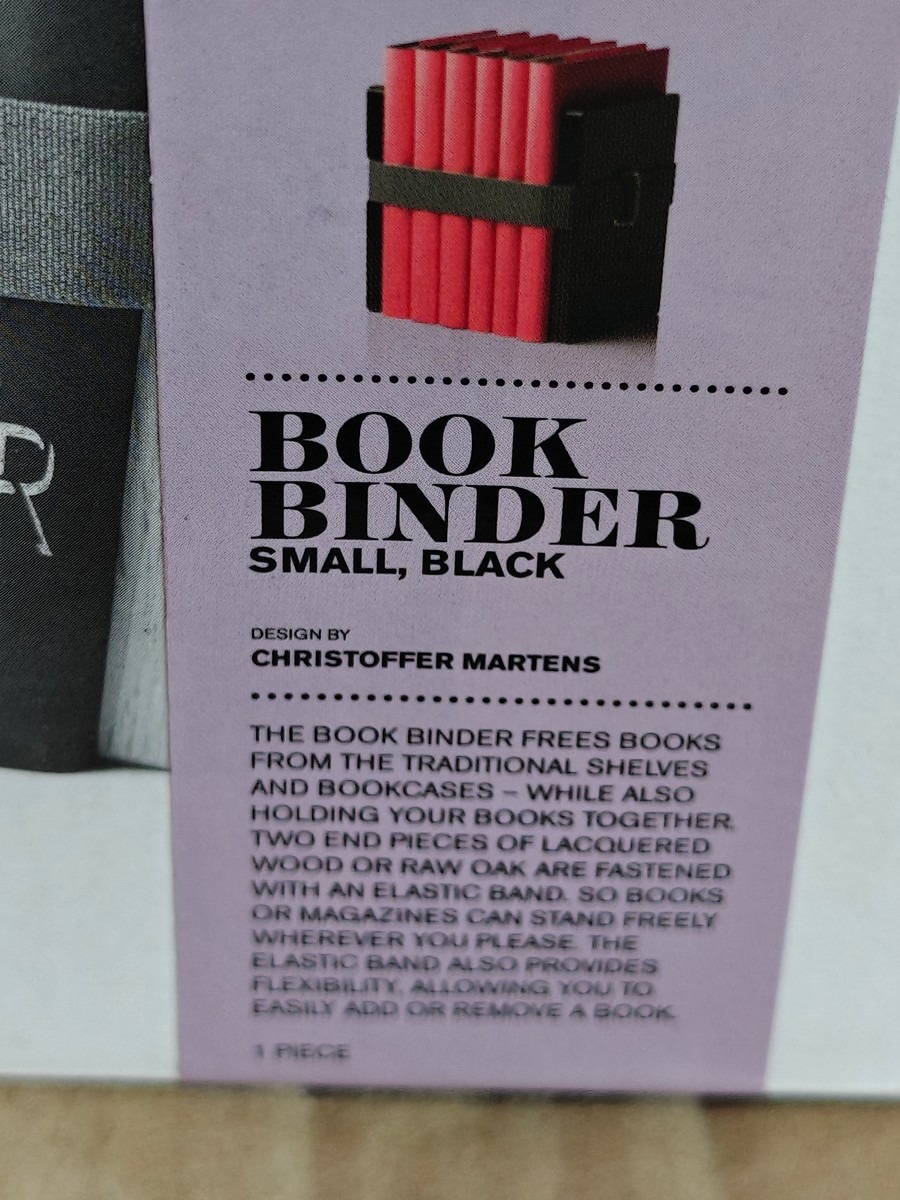 BOOK
BINDER
SMALL, BLACK
DESIGN BY
CHRISTOFFER MARTENS
THE BOOK BINDER FREES BOOKS
FROM THE TRADITIONAL SHELVES
AND BOOKCASES – WHILE ALSO
HOLDING YOUR BOOKS TOGETHER.
TWO END PIECES OF LACQUERED
WOOD OR RAW OAK ARE FASTENED
WITH AN ELASTIC BAND. SO BOOKS
OR MAGAZINES CAN STAND FREELY
WHEREVER YOU PLEASE. THE
ELASTIC BAND ALSO PROVIDES
FLEXIBILITY, ALLOWING YOU TO
EASILY ADD OR REMOVE A BOOK.
1 PIECE